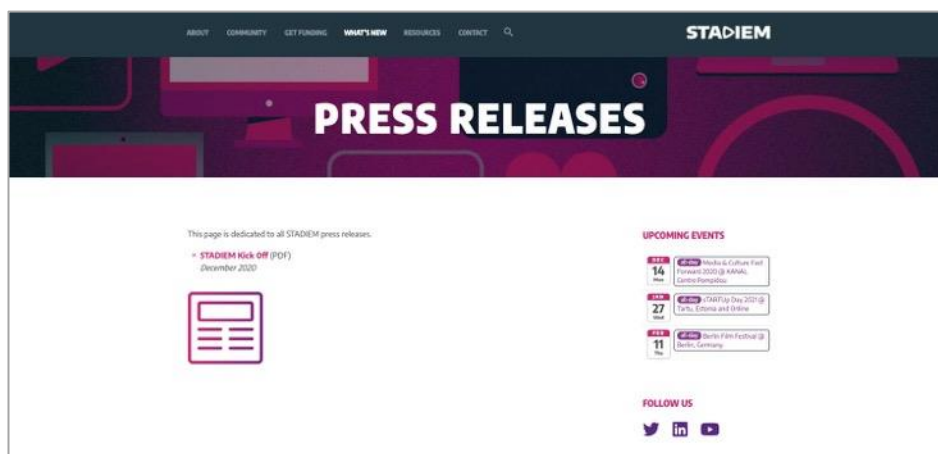 ABOUT COMMUNITY GET FUNDING WHAT'S NEW RESOURCES CONTACT
STADIEM
PRESS RELEASES
This page is dedicated to all STADIEM press releases.
STADIEM Kick Off (PDF)
December 2020
UPCOMING EVENTS
DEC
14
Mon
all-day Media & Culture Fast
Forward 2020 @ KANAL
Centre Pompidou
JAN
27
Wed
all-day sTARTUp Day 2021 @
Tartu, Estonia and Online
FEB
11
Thu
all-day Berlin Film Festival @
Berlin, Germany
FOLLOW US